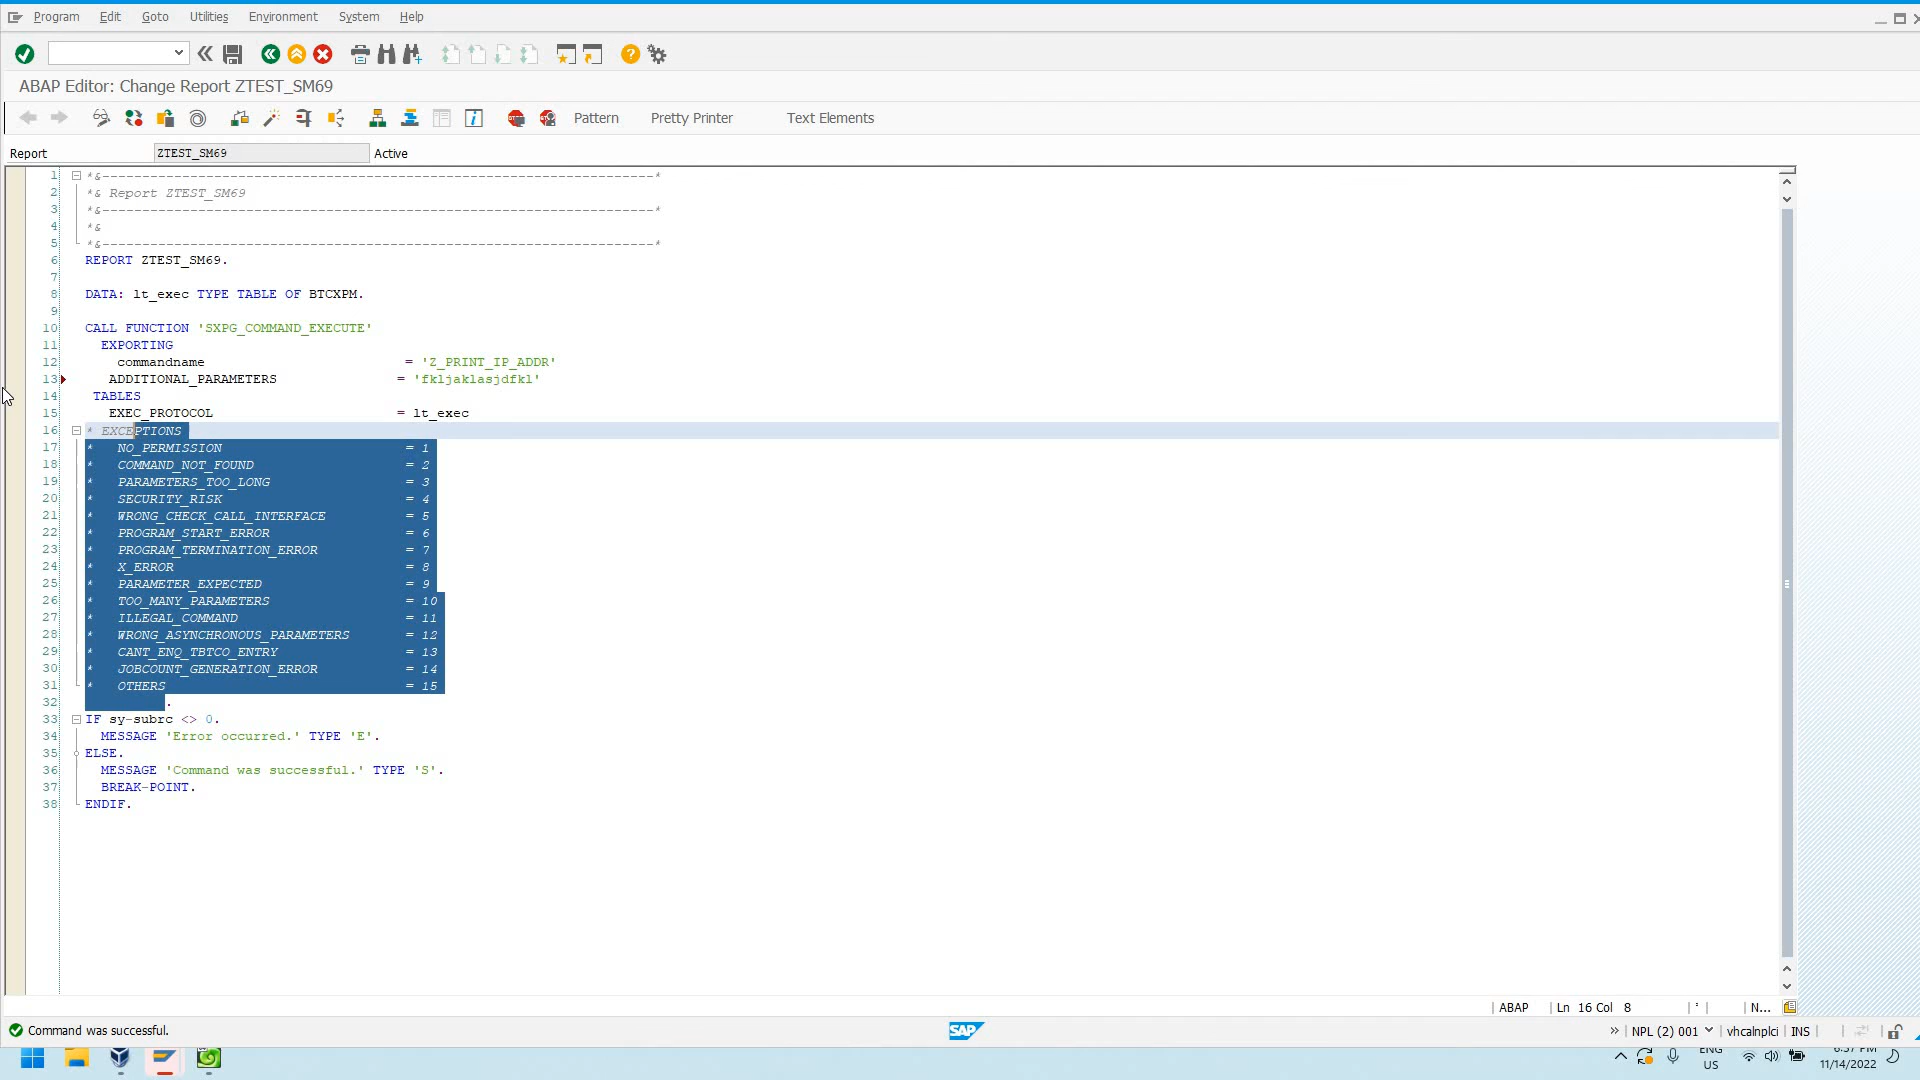 Program Edit Goto Utilities Environment System Help
ABAP Editor: Change Report ZTEST_SM69
Pattern Pretty Printer Text Elements
Report ZTEST_SM69 Active
1 *&---------------------------------------------------------------------*
2 *& Report ZTEST_SM69
3 *&---------------------------------------------------------------------*
4 *&
5 *&---------------------------------------------------------------------*
6 REPORT ZTEST_SM69.
7
8 DATA: lt_exec TYPE TABLE OF BTCXPM.
9
10 CALL FUNCTION 'SXPG_COMMAND_EXECUTE'
11 EXPORTING
12 commandname = 'Z_PRINT_IP_ADDR'
13 ADDITIONAL_PARAMETERS = 'fkljaklasjdfkl'
14 TABLES
15 EXEC_PROTOCOL = lt_exec
16 * EXCEPTIONS
17 * NO_PERMISSION = 1
18 * COMMAND_NOT_FOUND = 2
19 * PARAMETERS_TOO_LONG = 3
20 * SECURITY_RISK = 4
21 * WRONG_CHECK_CALL_INTERFACE = 5
22 * PROGRAM_START_ERROR = 6
23 * PROGRAM_TERMINATION_ERROR = 7
24 * X_ERROR = 8
25 * PARAMETER_EXPECTED = 9
26 * TOO_MANY_PARAMETERS = 10
27 * ILLEGAL_COMMAND = 11
28 * WRONG_ASYNCHRONOUS_PARAMETERS = 12
29 * CANT_ENQ_TBTCO_ENTRY = 13
30 * JOBCOUNT_GENERATION_ERROR = 14
31 * OTHERS = 15
32 .
33 IF sy-subrc <> 0.
34 MESSAGE 'Error occurred.' TYPE 'E'.
35 ELSE.
36 MESSAGE 'Command was successful.' TYPE 'S'.
37 BREAK-POINT.
38 ENDIF.
ABAP Ln 16 Col 8 N...
Command was successful. SAP » NPL (2) 001 vhcalnplci INS
ENG
US
11/14/2022